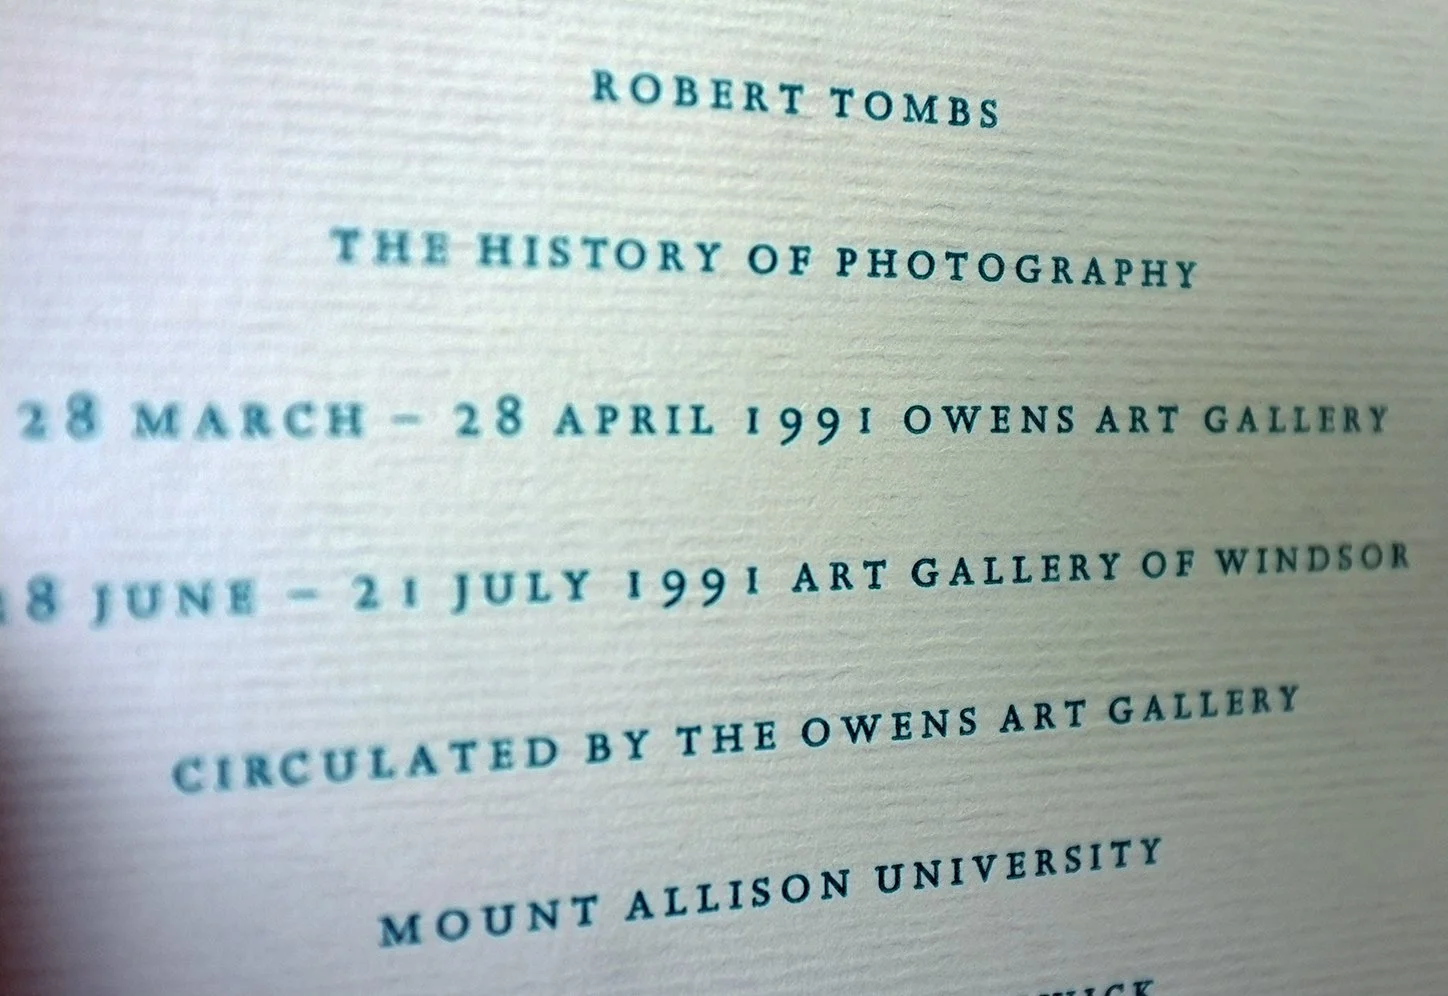 ROBERT TOMBS
THE HISTORY OF PHOTOGRAPHY
28 MARCH – 28 APRIL 1991 OWENS ART GALLERY
8 JUNE – 21 JULY 1991 ART GALLERY OF WINDSOR
CIRCULATED BY THE OWENS ART GALLERY
MOUNT ALLISON UNIVERSITY